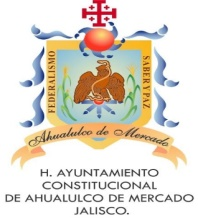 FEDERALISMO
SABER Y PAZ
Ahualulco de Mercado
H. AYUNTAMIENTO
CONSTITUCIONAL
DE AHUALULCO DE MERCADO
JALISCO.